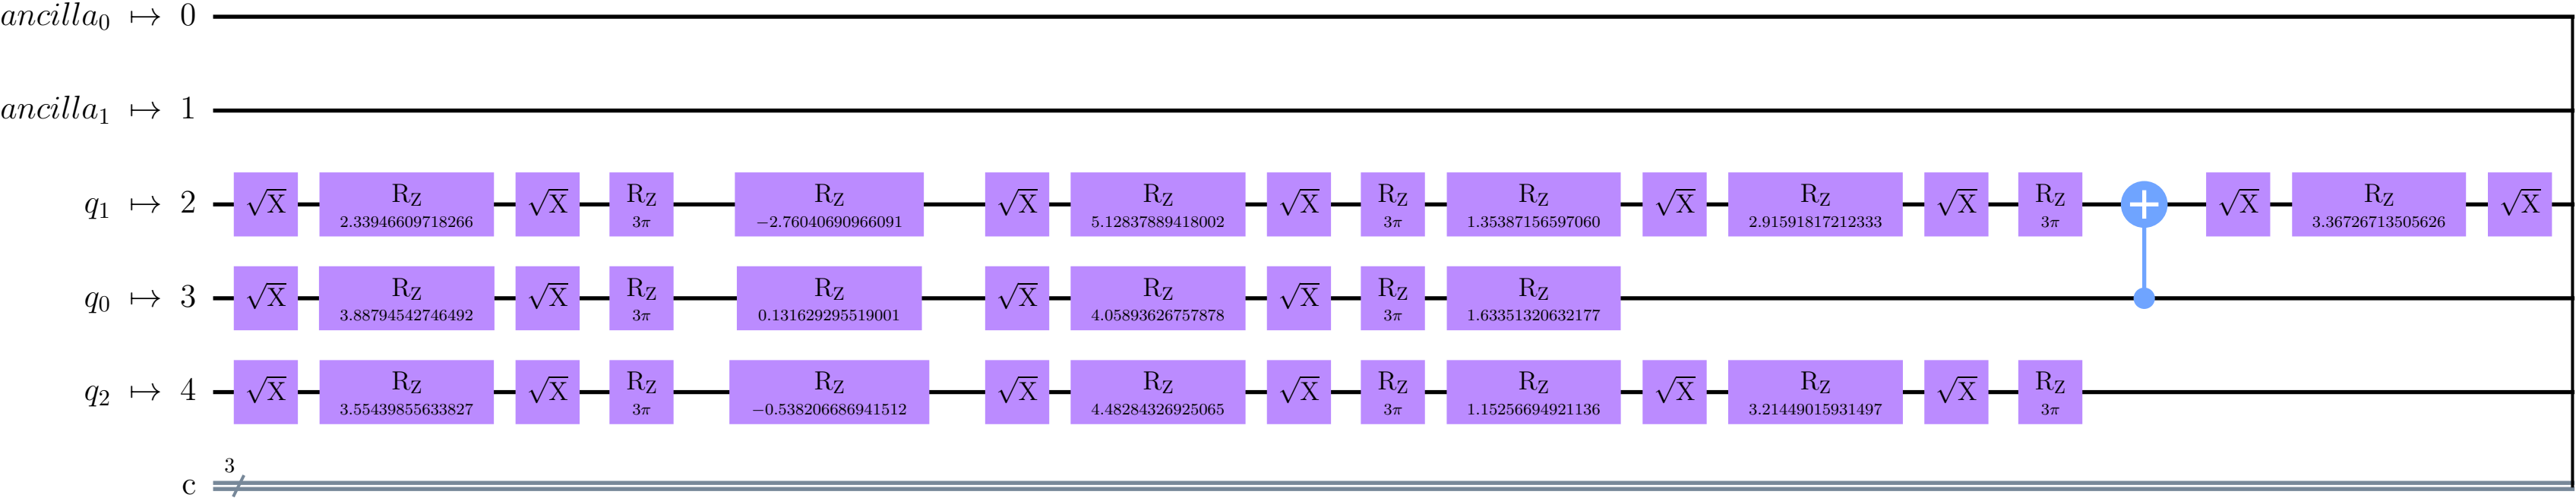 ancilla₀ ↦ 0
ancilla₁ ↦ 1
q₁ ↦ 2 √X R_Z √X R_Z R_Z √X R_Z √X R_Z R_Z √X R_Z √X R_Z √X R_Z √X
2.33946609718266 3π −2.76040690966091 5.12837889418002 3π 1.35387156597060 2.91591817212333 3π 3.36726713505626
q₀ ↦ 3 √X R_Z √X R_Z R_Z √X R_Z √X R_Z R_Z
3.88794542746492 3π 0.131629295519001 4.05893626757878 3π 1.63351320632177
q₂ ↦ 4 √X R_Z √X R_Z R_Z √X R_Z √X R_Z R_Z √X R_Z √X R_Z
3.55439855633827 3π −0.538206686941512 4.48284326925065 3π 1.15256694921136 3.21449015931497 3π
3
c